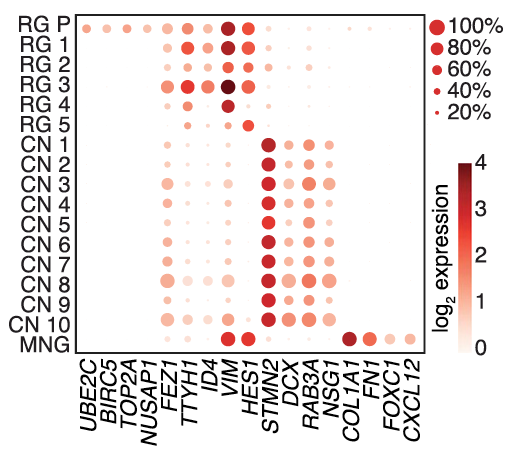 RG P
RG 1
RG 2
RG 3
RG 4
RG 5
CN 1
CN 2
CN 3
CN 4
CN 5
CN 6
CN 7
CN 8
CN 9
CN 10
MNG
UBE2C
BIRC5
TOP2A
NUSAP1
FEZ1
TTYH1
ID4
VIM
HES1
STMN2
DCX
RAB3A
NSG1
COL1A1
FN1
FOXC1
CXCL12
100%
80%
60%
40%
20%
log2 expression
4
3
2
1
0